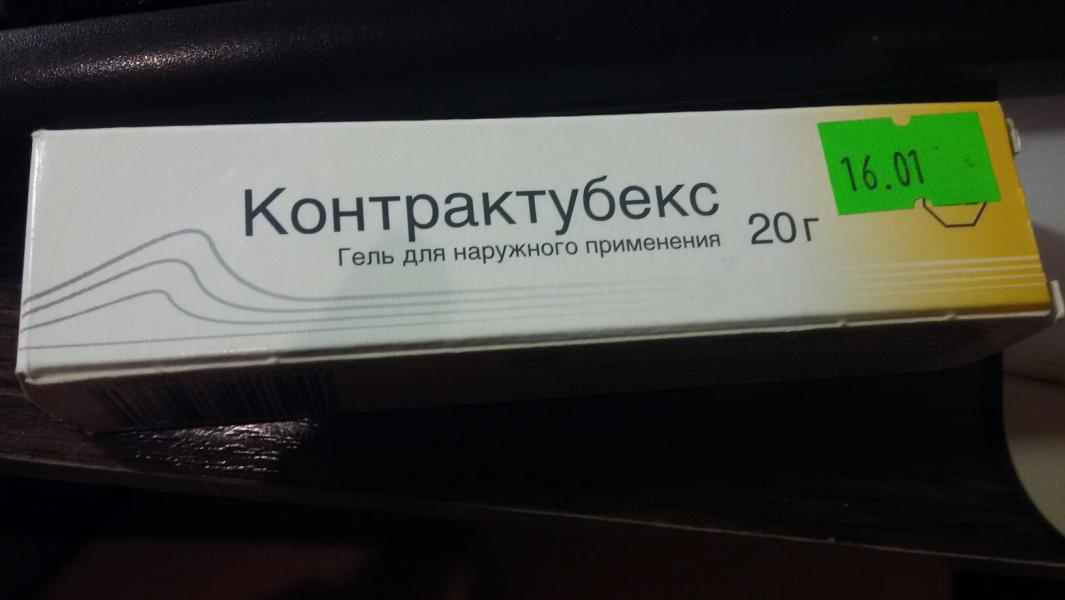 Контрактубекс
Гель для наружного применения
20 г
16.01